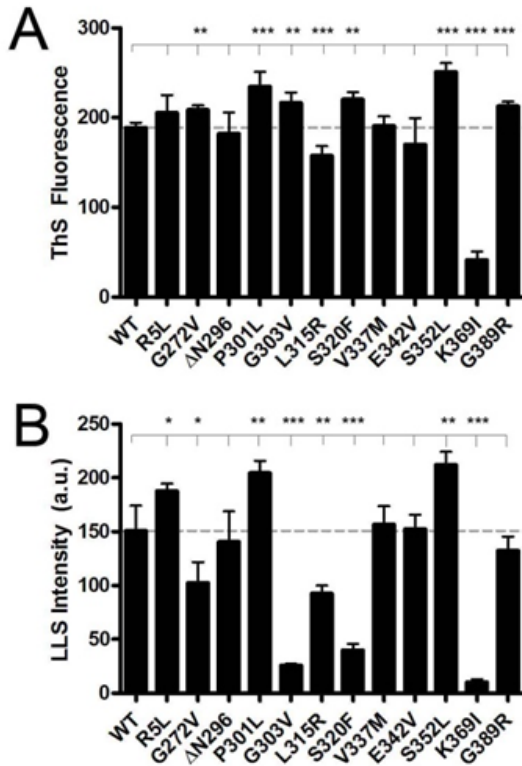 A
** *** ** *** ** *** *** ***
300
200
100
0
ThS Fluorescence
WT R5L G272V ΔN296 P301L G303V L315R S320F V337M E342V S352L K369I G389R
B
* * ** *** ** *** ** ***
250
200
150
100
50
0
LLS Intensity (a.u.)
WT R5L G272V ΔN296 P301L G303V L315R S320F V337M E342V S352L K369I G389R